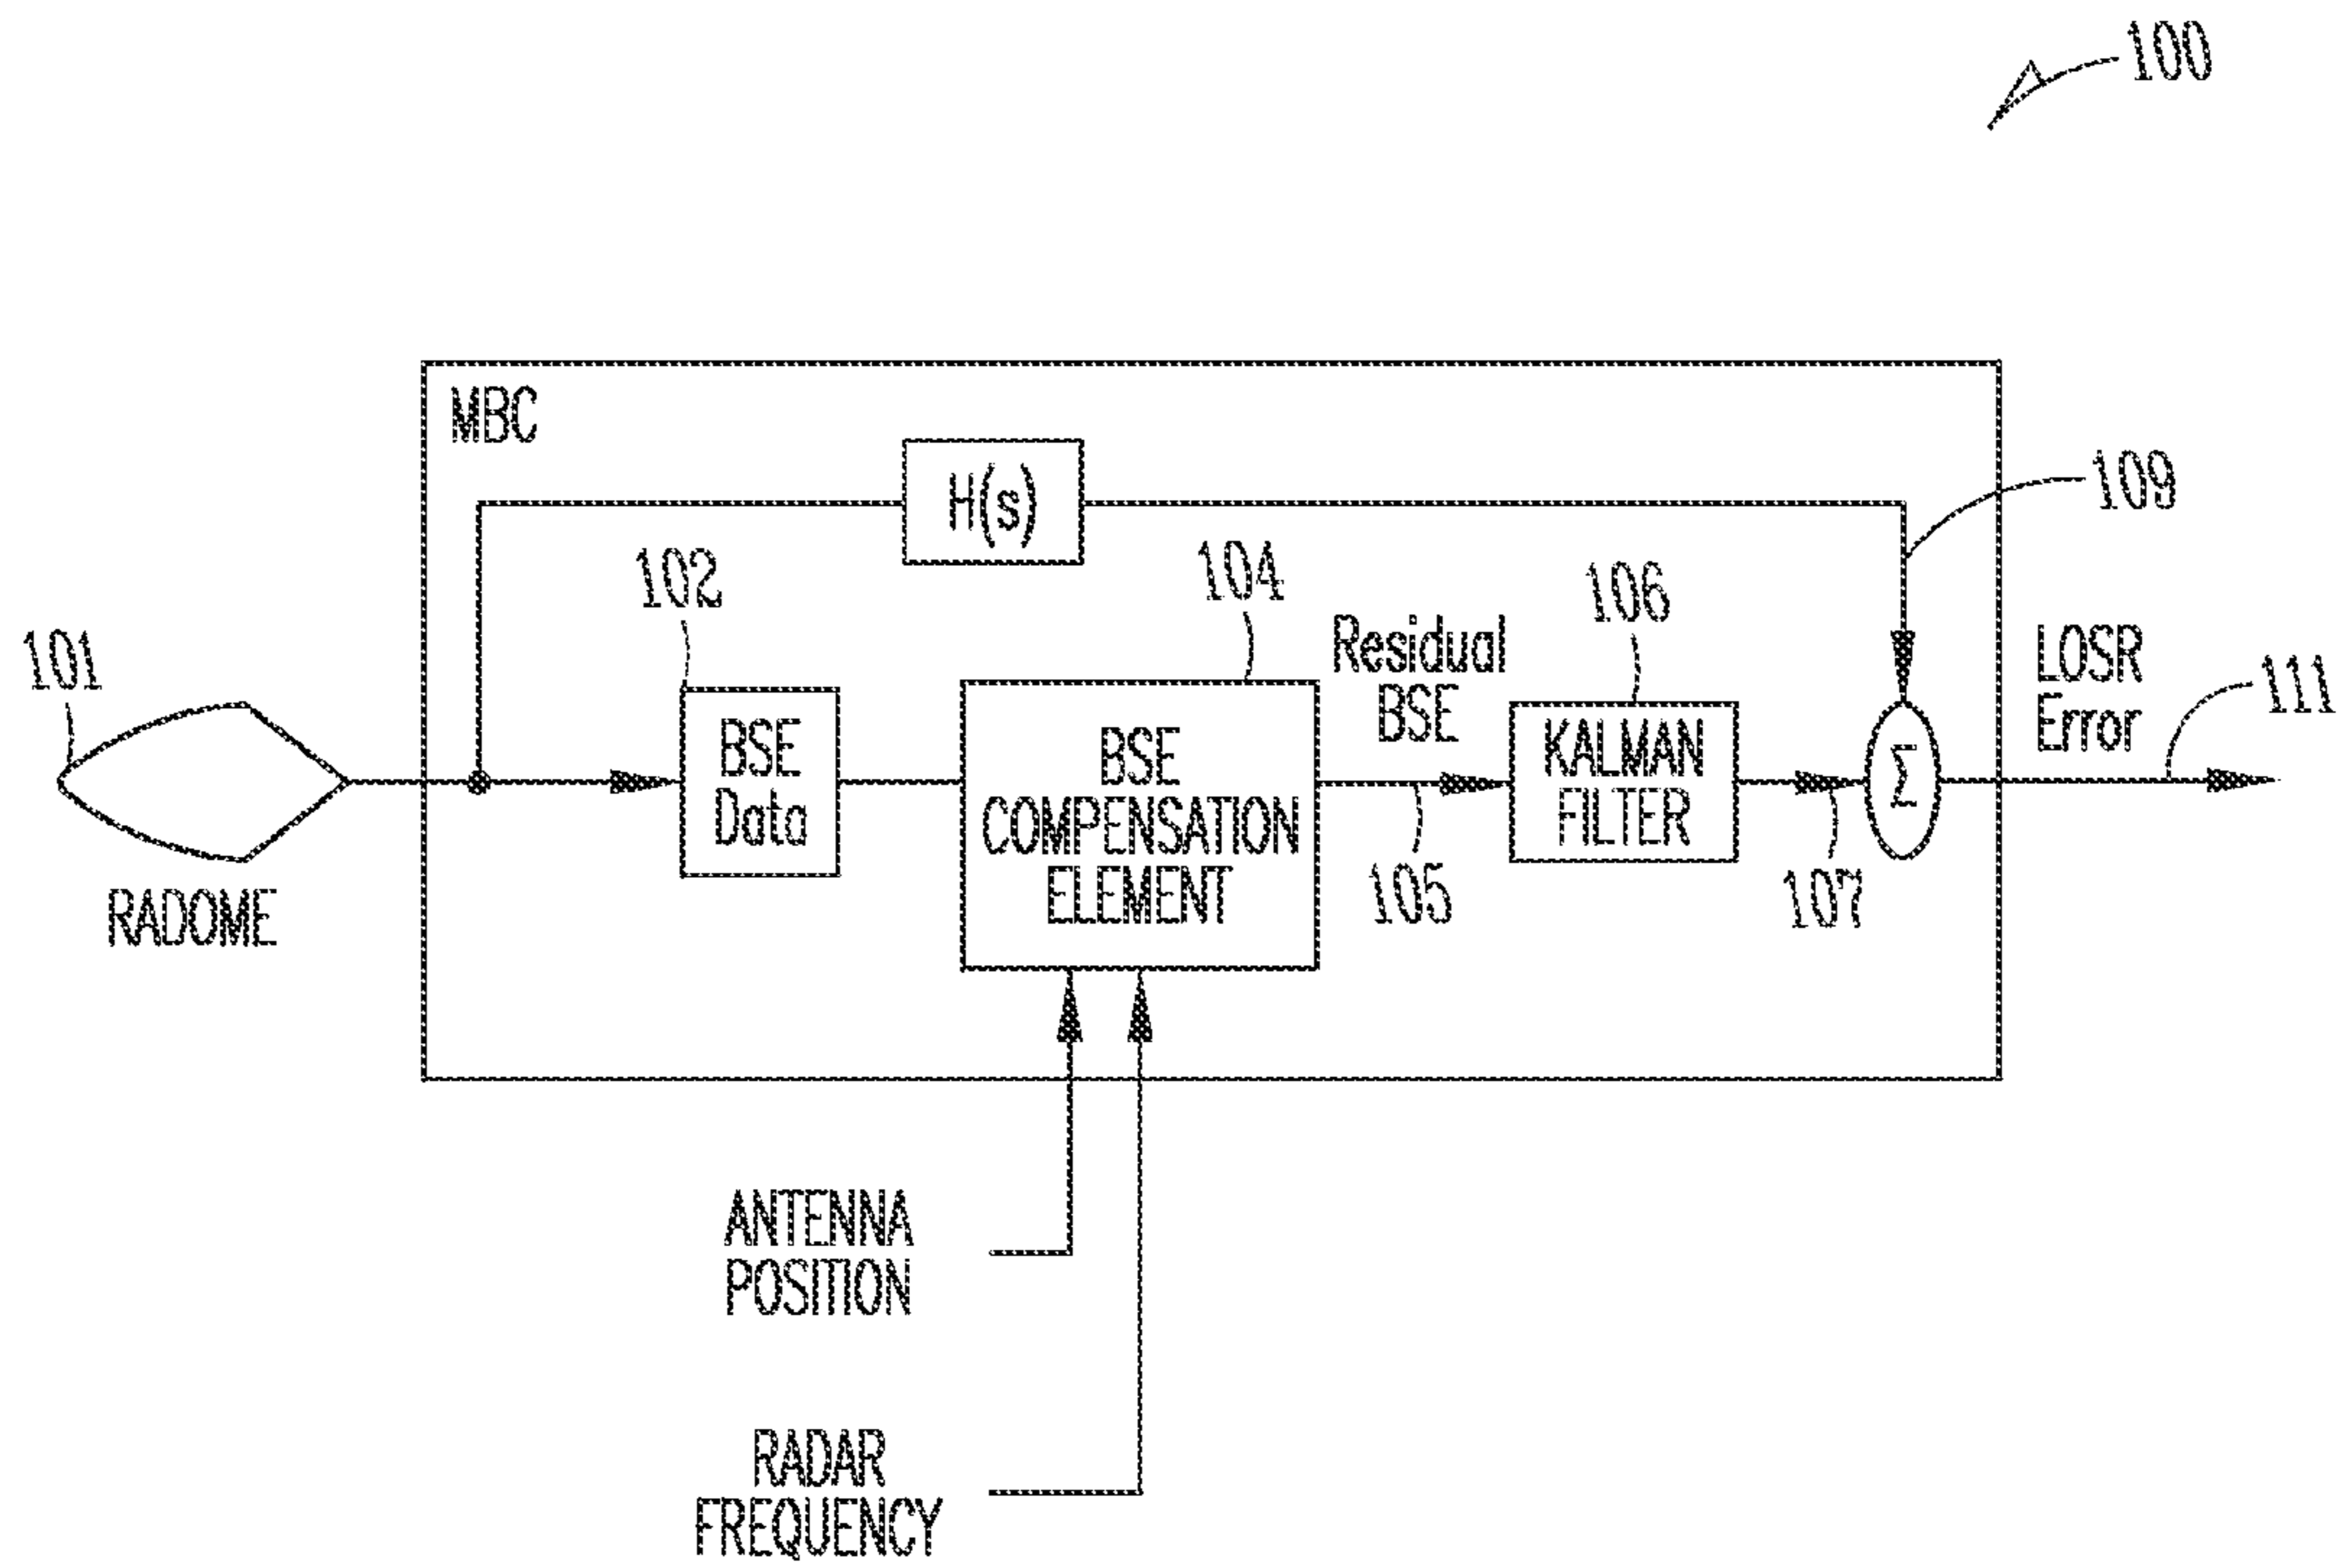 100
MBC
H(s)
109
101
102
104
Residual
BSE
106
LOSR
Error
111
BSE
Data
BSE
COMPENSATION
ELEMENT
KALMAN
FILTER
Σ
RADOME
105
107
ANTENNA
POSITION
RADAR
FREQUENCY